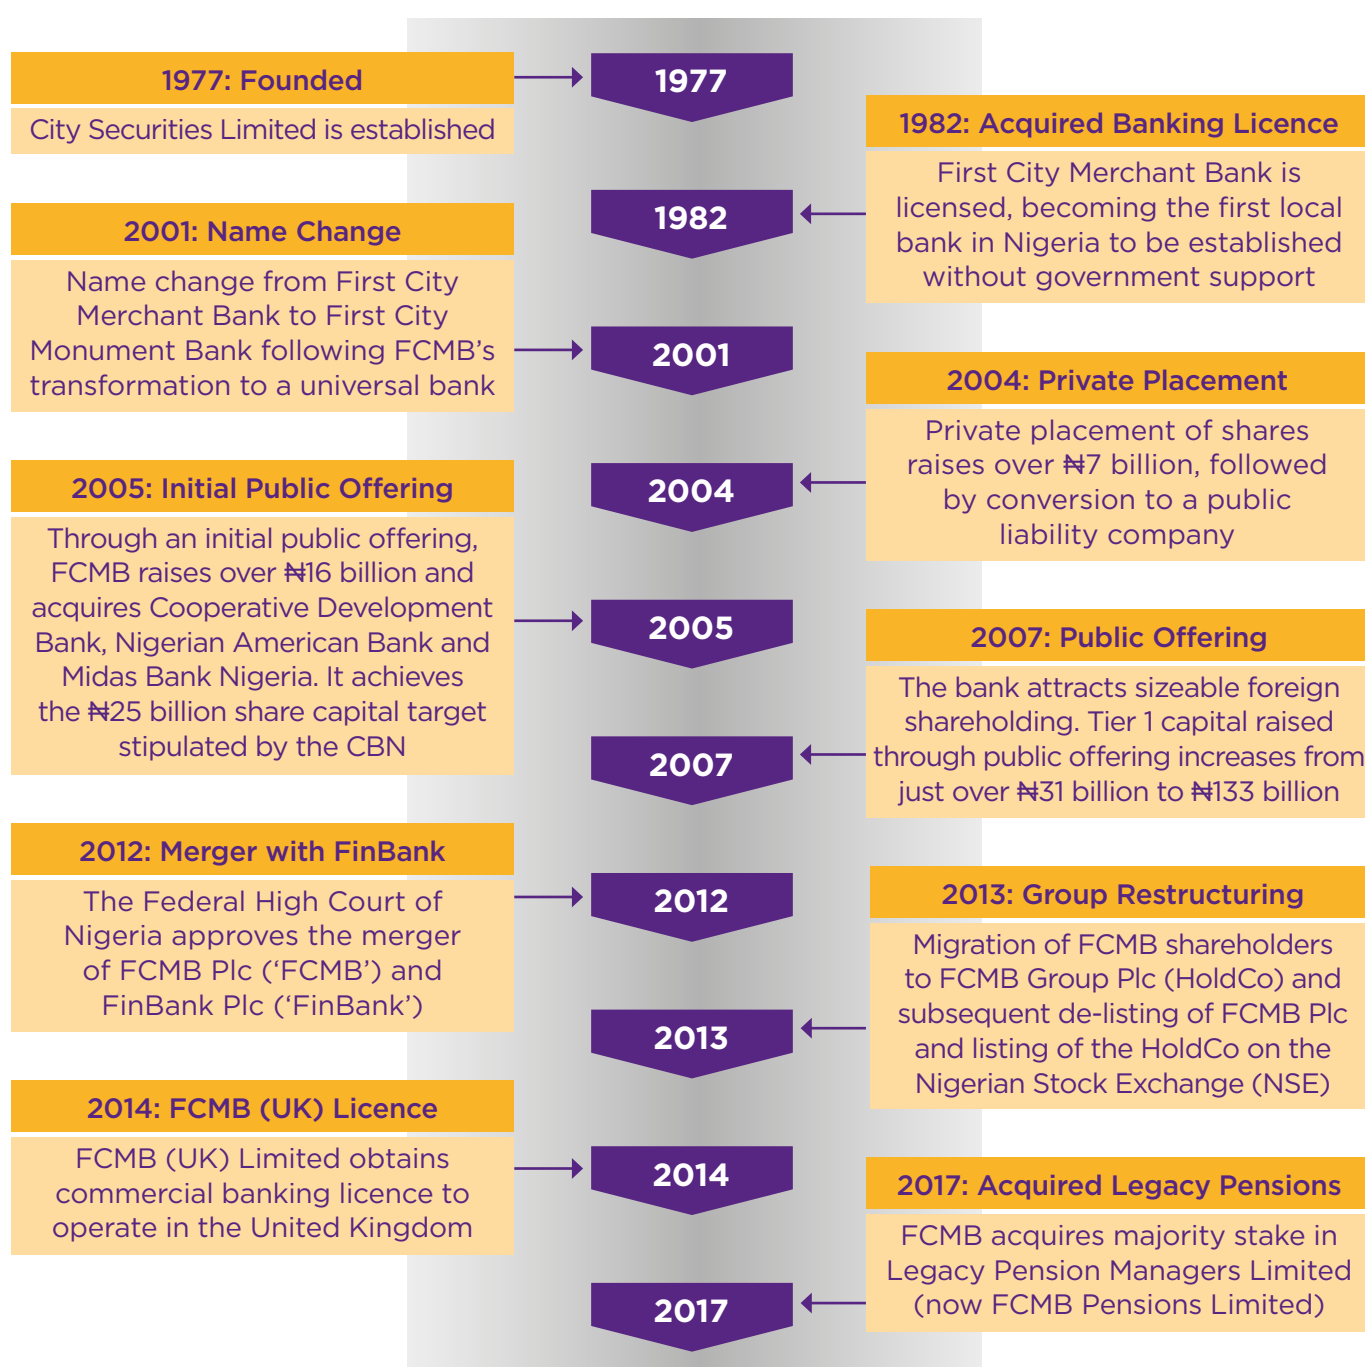 1977: Founded
City Securities Limited is established
1977
1982: Acquired Banking Licence
First City Merchant Bank is
licensed, becoming the first local
bank in Nigeria to be established
without government support
1982
2001: Name Change
Name change from First City
Merchant Bank to First City
Monument Bank following FCMB’s
transformation to a universal bank
2001
2004: Private Placement
Private placement of shares
raises over ₦7 billion, followed
by conversion to a public
liability company
2004
2005: Initial Public Offering
Through an initial public offering,
FCMB raises over ₦16 billion and
acquires Cooperative Development
Bank, Nigerian American Bank and
Midas Bank Nigeria. It achieves
the ₦25 billion share capital target
stipulated by the CBN
2005
2007: Public Offering
The bank attracts sizeable foreign
shareholding. Tier 1 capital raised
through public offering increases from
just over ₦31 billion to ₦133 billion
2007
2012: Merger with FinBank
The Federal High Court of
Nigeria approves the merger
of FCMB Plc (‘FCMB’) and
FinBank Plc (‘FinBank’)
2012
2013: Group Restructuring
Migration of FCMB shareholders
to FCMB Group Plc (HoldCo) and
subsequent de-listing of FCMB Plc
and listing of the HoldCo on the
Nigerian Stock Exchange (NSE)
2013
2014: FCMB (UK) Licence
FCMB (UK) Limited obtains
commercial banking licence to
operate in the United Kingdom
2014
2017: Acquired Legacy Pensions
FCMB acquires majority stake in
Legacy Pension Managers Limited
(now FCMB Pensions Limited)
2017